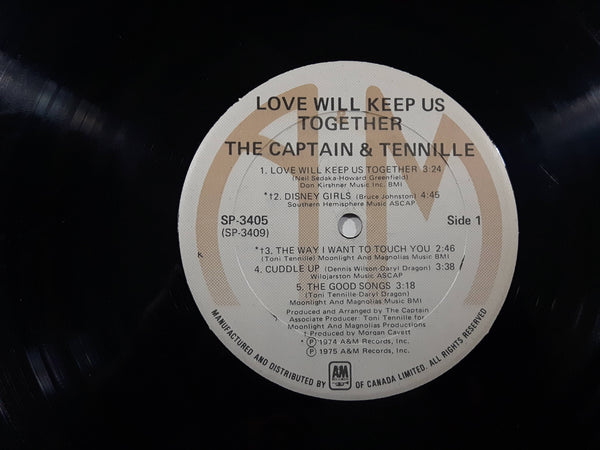 LOVE WILL KEEP US
TOGETHER
THE CAPTAIN & TENNILLE
1. LOVE WILL KEEP US TOGETHER 3:24
(Neil Sedaka-Howard Greenfield)
Don Kirshner Music Inc. BMI
*†2. DISNEY GIRLS (Bruce Johnston) 4:45
Southern Hemisphere Music ASCAP
SP-3405
(SP-3409)
Side 1
*†3. THE WAY I WANT TO TOUCH YOU 2:46
(Toni Tennille) Moonlight and Magnolias Music BMI
4. CUDDLE UP (Dennis Wilson-Daryl Dragon) 3:38
Wilojarston Music ASCAP
5. THE GOOD SONGS 3:18
(Toni Tennille-Daryl Dragon)
Moonlight And Magnolias Music BMI
Produced and Arranged by The Captain
Associate Producer: Toni Tennille for
Moonlight and Magnolias Productions
† Produced by Morgan Cavett
* Ⓟ 1974 A&M Records, Inc.
Ⓟ 1975 A&M Records, Inc.
MANUFACTURED AND DISTRIBUTED BY A&M OF CANADA LIMITED. ALL RIGHTS RESERVED